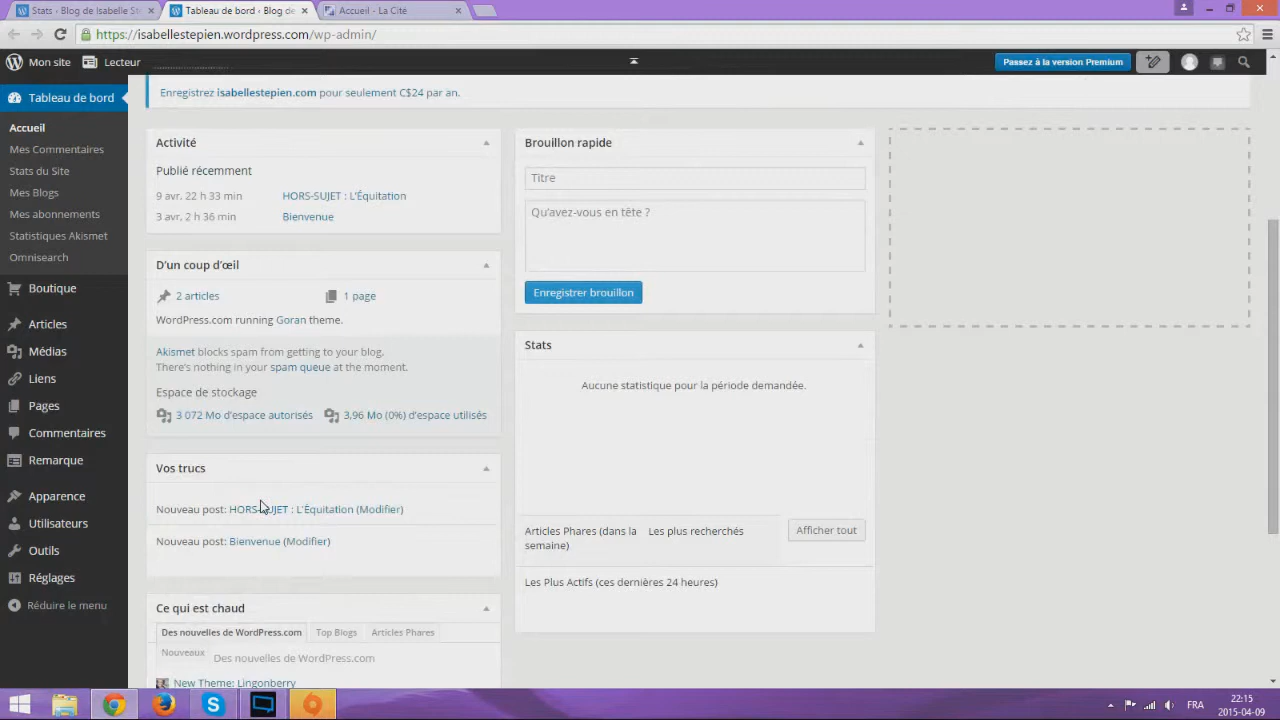 Stats · Blog de Isabelle St
Tableau de bord ‹ Blog de
Accueil - La Cité
https://isabellestepien.wordpress.com/wp-admin/
Mon site
Lecteur
Passez à la version Premium
Tableau de bord
Enregistrez isabellestepien.com pour seulement C$24 par an.
Accueil
Mes Commentaires
Stats du Site
Mes Blogs
Mes abonnements
Statistiques Akismet
Omnisearch
Boutique
Articles
Médias
Liens
Pages
Commentaires
Remarque
Apparence
Utilisateurs
Outils
Réglages
Réduire le menu
Activité
Publié récemment
9 avr. 22 h 33 min HORS-SUJET : L'Équitation
3 avr. 2 h 36 min Bienvenue
D'un coup d'œil
2 articles 1 page
WordPress.com running Goran theme.
Akismet blocks spam from getting to your blog.
There's nothing in your spam queue at the moment.
Espace de stockage
3 072 Mo d'espace autorisés 3,96 Mo (0%) d'espace utilisés
Vos trucs
Nouveau post: HORS-SUJET : L'Équitation (Modifier)
Nouveau post: Bienvenue (Modifier)
Ce qui est chaud
Des nouvelles de WordPress.com Top Blogs Articles Phares
Nouveaux
Des nouvelles de WordPress.com
New Theme: Lingonberry
Brouillon rapide
Titre
Qu'avez-vous en tête ?
Enregistrer brouillon
Stats
Aucune statistique pour la période demandée.
Articles Phares (dans la
semaine)
Les plus recherchés
Afficher tout
Les Plus Actifs (ces dernières 24 heures)
FRA
22:15
2015-04-09